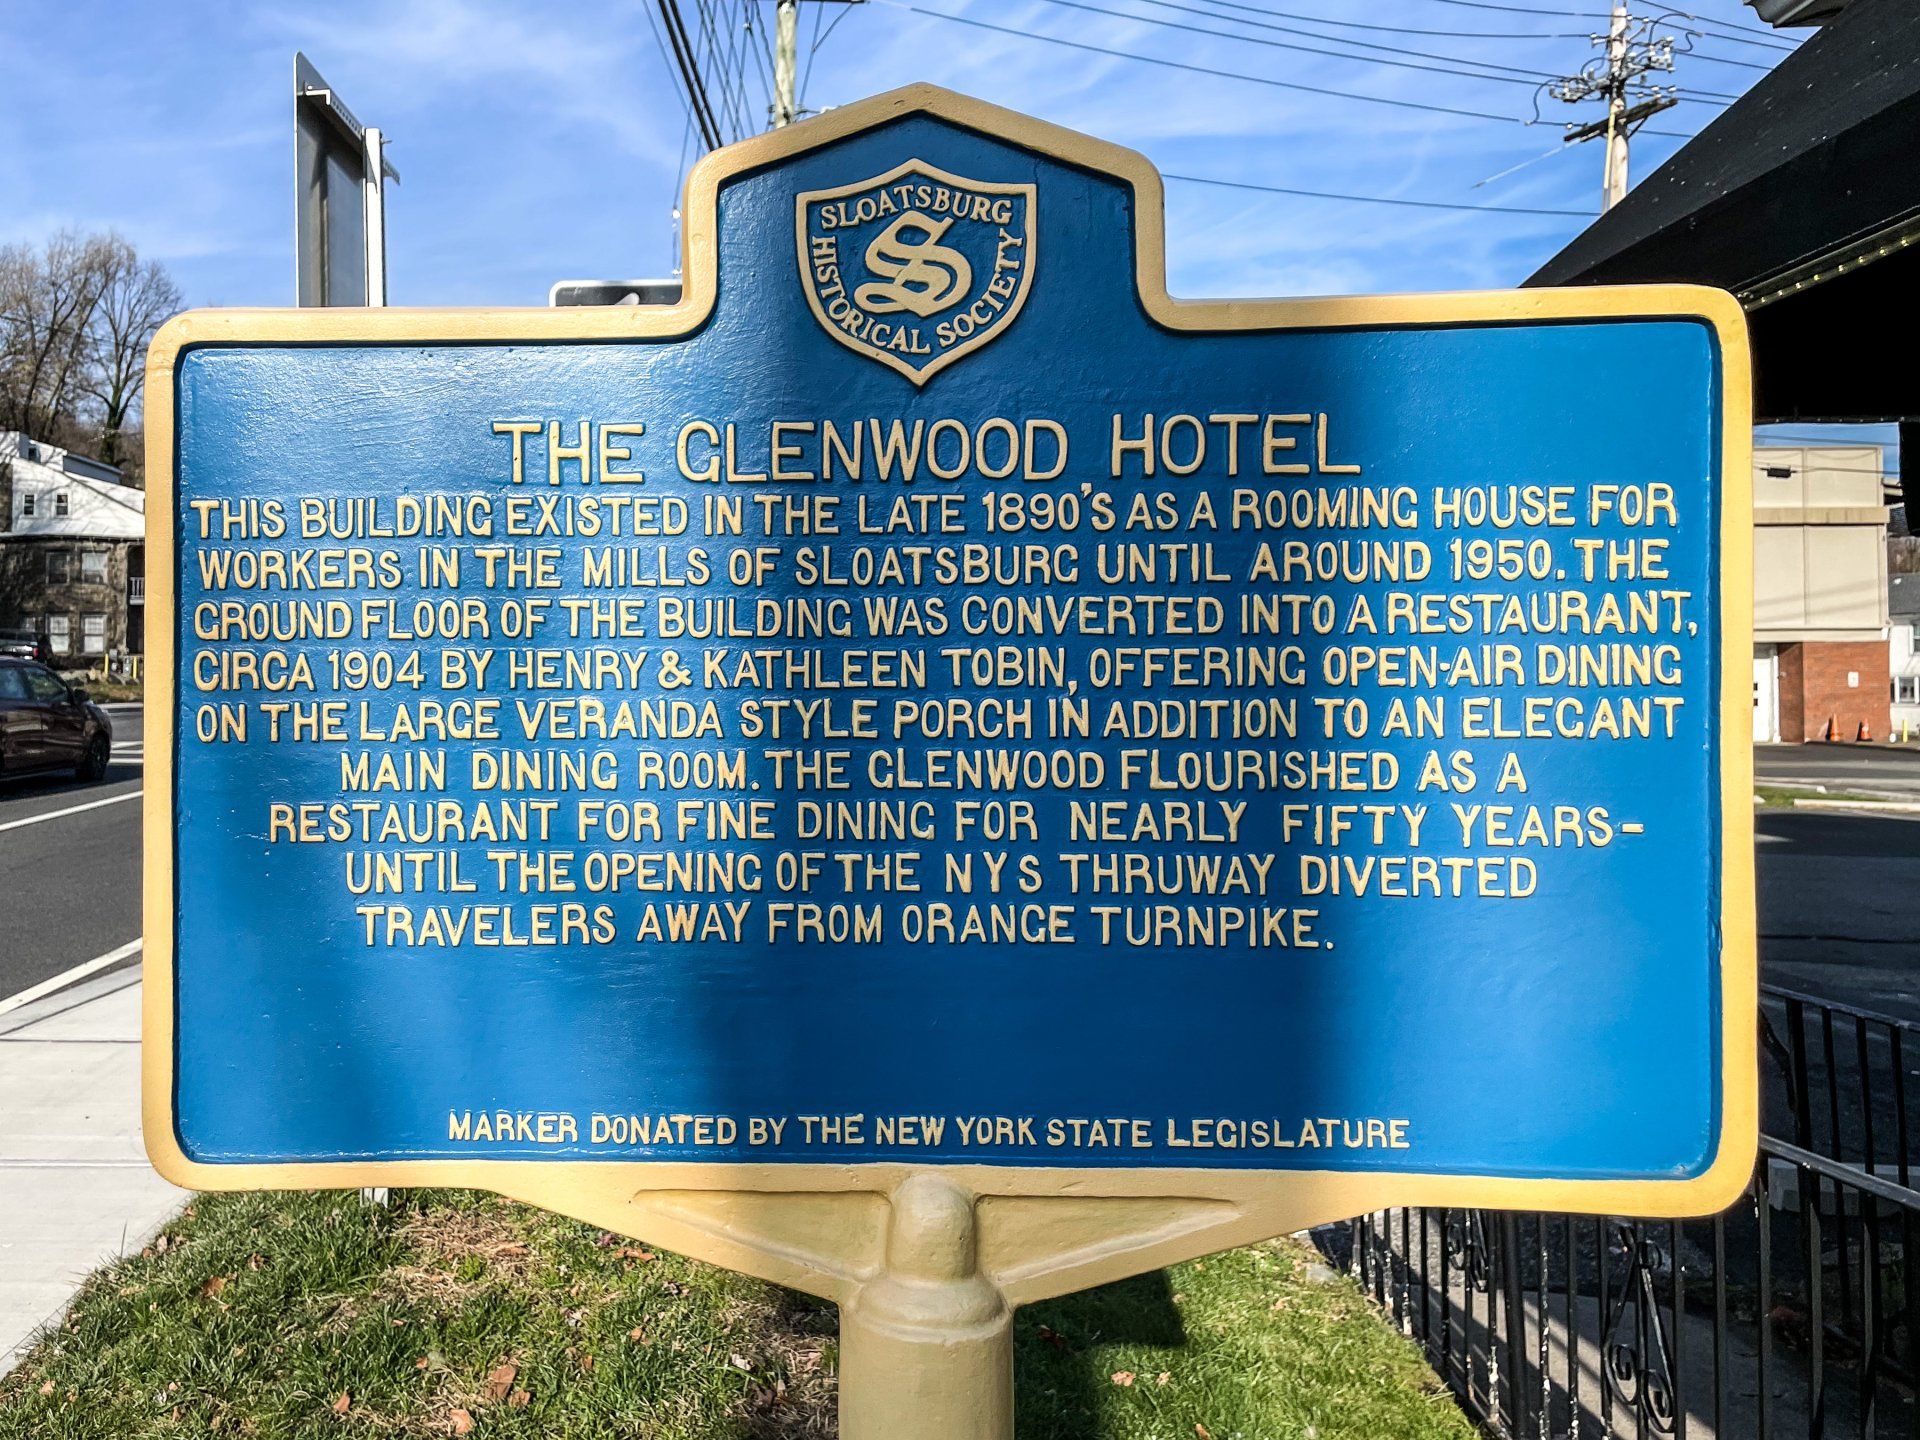 SLOATSBURG
HISTORICAL SOCIETY
S
THE GLENWOOD HOTEL
THIS BUILDING EXISTED IN THE LATE 1890'S AS A ROOMING HOUSE FOR
WORKERS IN THE MILLS OF SLOATSBURG UNTIL AROUND 1950. THE
GROUND FLOOR OF THE BUILDING WAS CONVERTED INTO A RESTAURANT,
CIRCA 1904 BY HENRY & KATHLEEN TOBIN, OFFERING OPEN-AIR DINING
ON THE LARGE VERANDA STYLE PORCH IN ADDITION TO AN ELEGANT
MAIN DINING ROOM. THE GLENWOOD FLOURISHED AS A
RESTAURANT FOR FINE DINING FOR NEARLY FIFTY YEARS-
UNTIL THE OPENING OF THE NYS THRUWAY DIVERTED
TRAVELERS AWAY FROM ORANGE TURNPIKE.
MARKER DONATED BY THE NEW YORK STATE LEGISLATURE